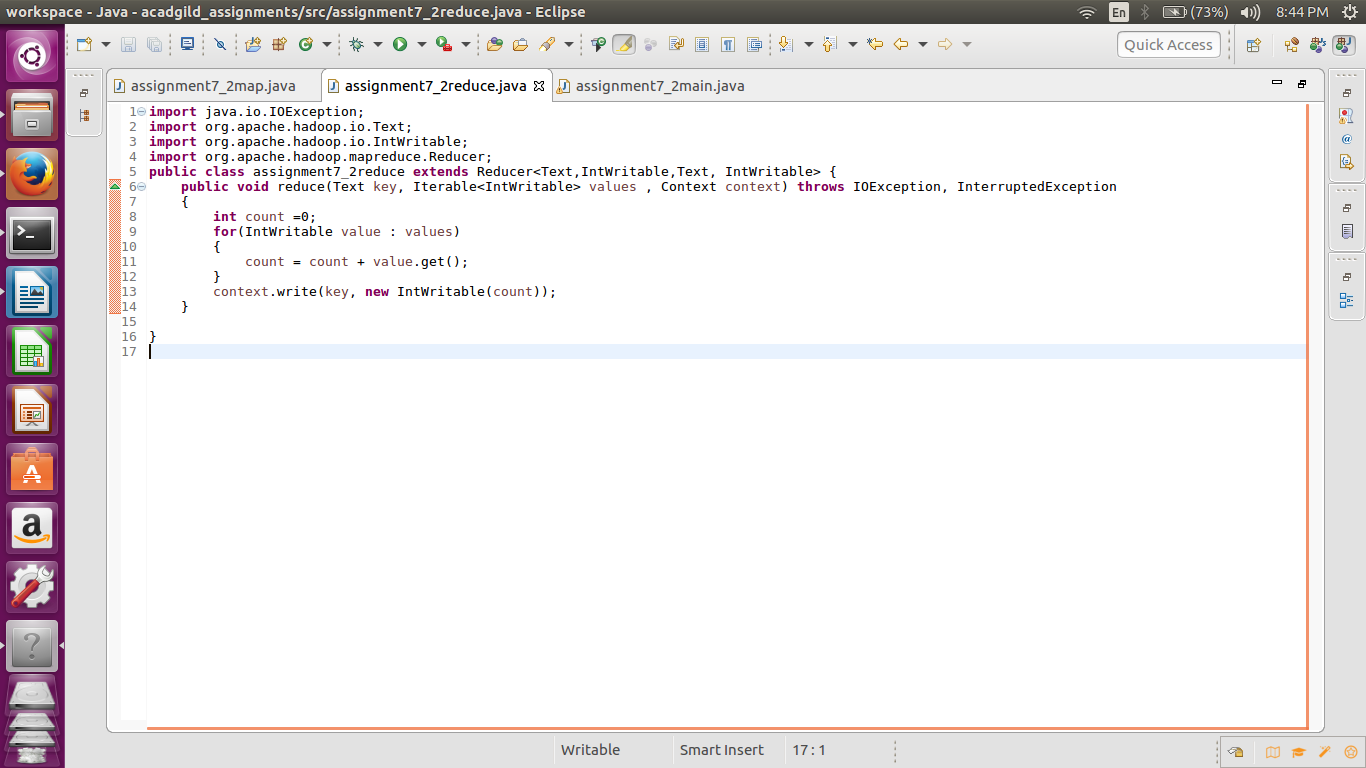 workspace - Java - acadgild_assignments/src/assignment7_2reduce.java - Eclipse
En
(73%)
8:44 PM
Quick Access
assignment7_2map.java
assignment7_2reduce.java
assignment7_2main.java
1 import java.io.IOException;
2 import org.apache.hadoop.io.Text;
3 import org.apache.hadoop.io.IntWritable;
4 import org.apache.hadoop.mapreduce.Reducer;
5 public class assignment7_2reduce extends Reducer<Text,IntWritable,Text, IntWritable> {
6     public void reduce(Text key, Iterable<IntWritable> values , Context context) throws IOException, InterruptedException
7     {
8         int count =0;
9         for(IntWritable value : values)
10         {
11             count = count + value.get();
12         }
13         context.write(key, new IntWritable(count));
14     }
15
16 }
17
Writable
Smart Insert
17 : 1